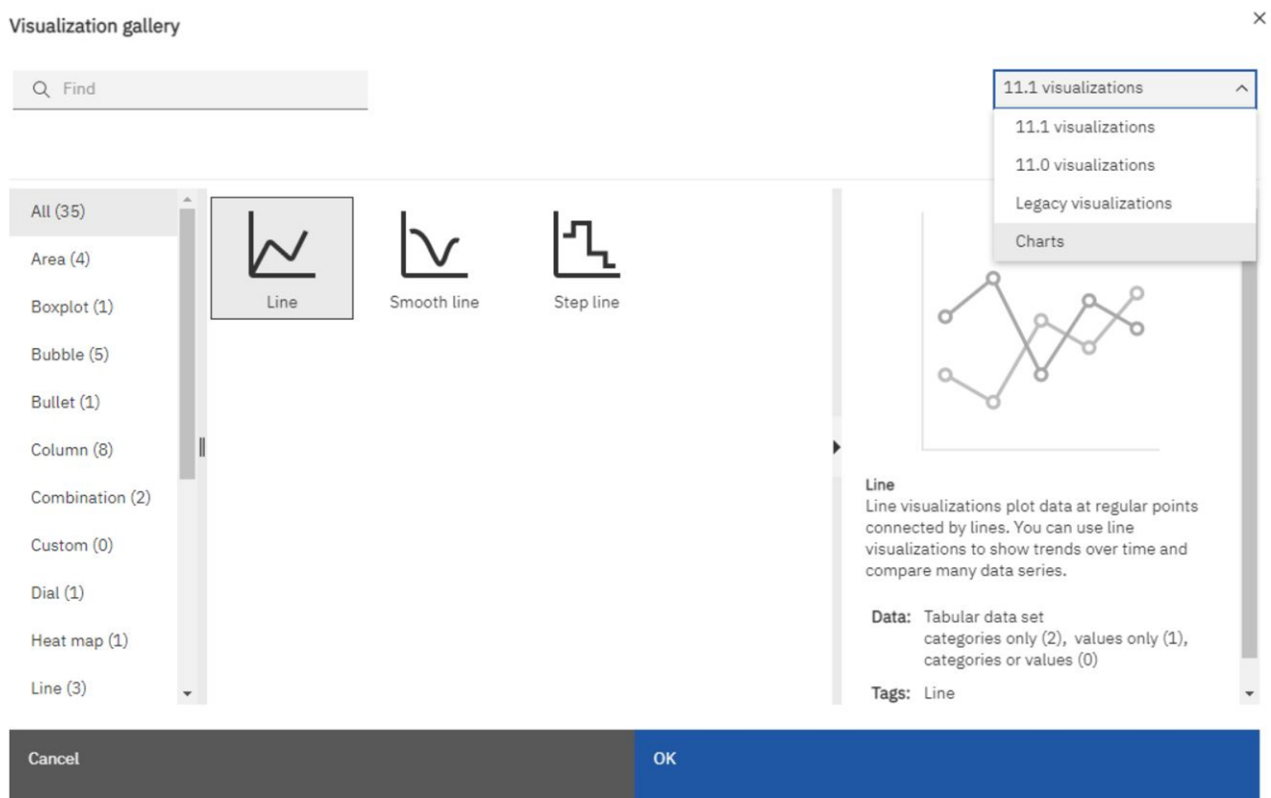 Visualization gallery
Find
11.1 visualizations
11.1 visualizations
11.0 visualizations
Legacy visualizations
Charts
All (35)
Area (4)
Boxplot (1)
Bubble (5)
Bullet (1)
Column (8)
Combination (2)
Custom (0)
Dial (1)
Heat map (1)
Line (3)
Line
Smooth line
Step line
Line
Line visualizations plot data at regular points
connected by lines. You can use line
visualizations to show trends over time and
compare many data series.
Data: Tabular data set
categories only (2), values only (1),
categories or values (0)
Tags: Line
Cancel
OK